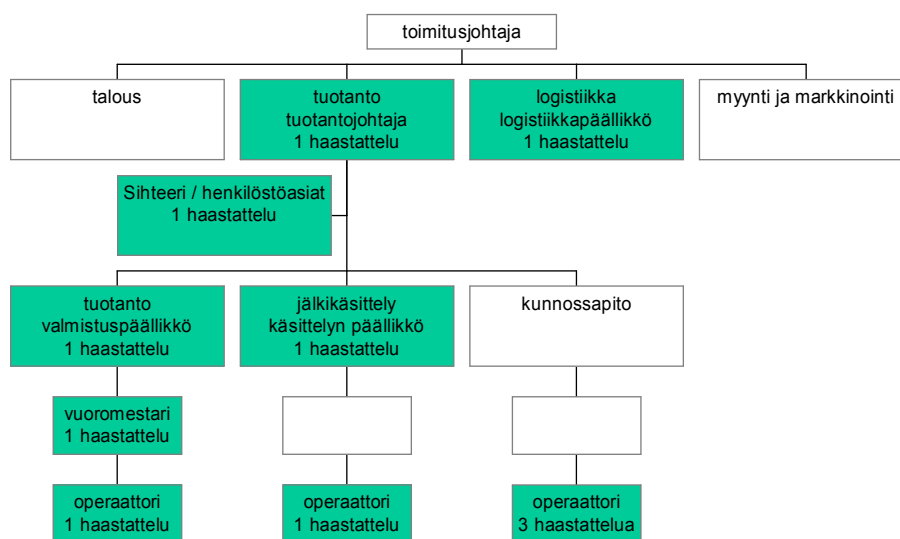 toimitusjohtaja
talous
tuotanto
tuotantojohtaja
1 haastattelu
logistiikka
logistiikkapäällikkö
1 haastattelu
myynti ja markkinointi
Sihteeri / henkilöstöasiat
1 haastattelu
tuotanto
valmistuspäällikkö
1 haastattelu
jälkikäsittely
käsittelyn päällikkö
1 haastattelu
kunnossapito
vuoromestari
1 haastattelu
operaattori
1 haastattelu
operaattori
1 haastattelu
operaattori
3 haastattelua